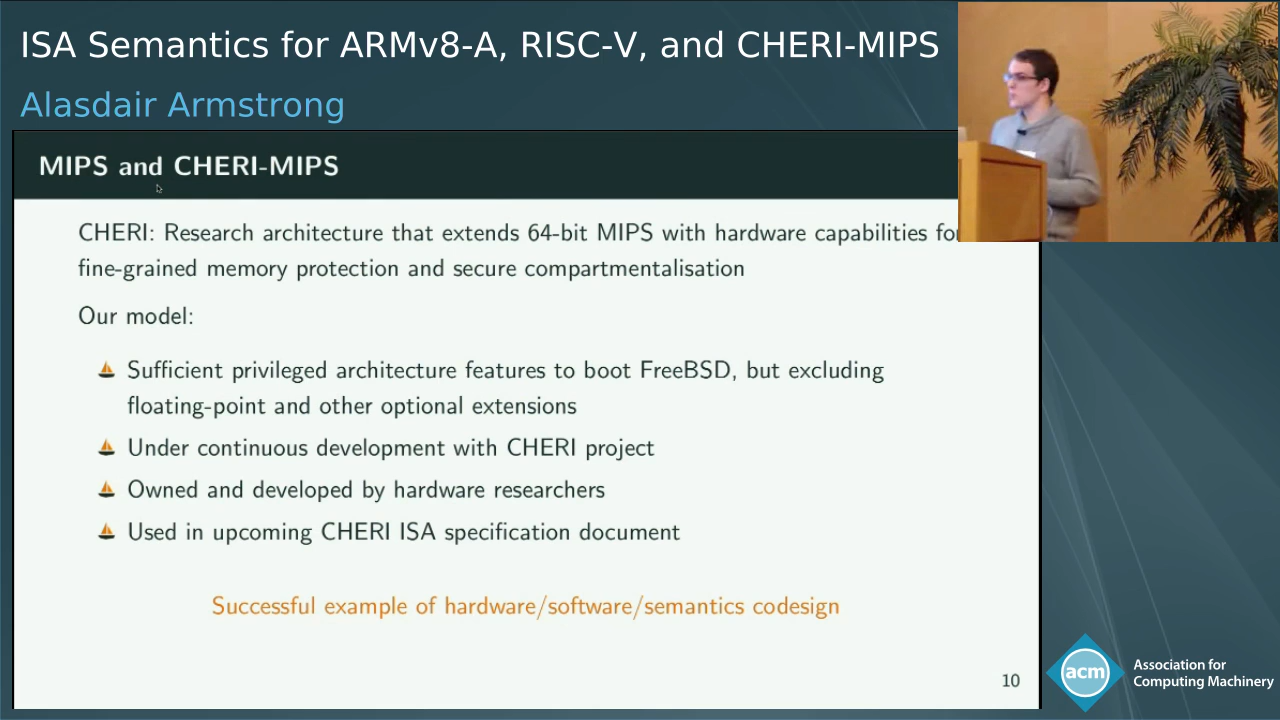 ISA Semantics for ARMv8-A, RISC-V, and CHERI-MIPS
Alasdair Armstrong
MIPS and CHERI-MIPS
CHERI: Research architecture that extends 64-bit MIPS with hardware capabilities for
fine-grained memory protection and secure compartmentalisation
Our model:
Sufficient privileged architecture features to boot FreeBSD, but excluding
floating-point and other optional extensions
Under continuous development with CHERI project
Owned and developed by hardware researchers
Used in upcoming CHERI ISA specification document
Successful example of hardware/software/semantics codesign
10
acm
Association for
Computing Machinery